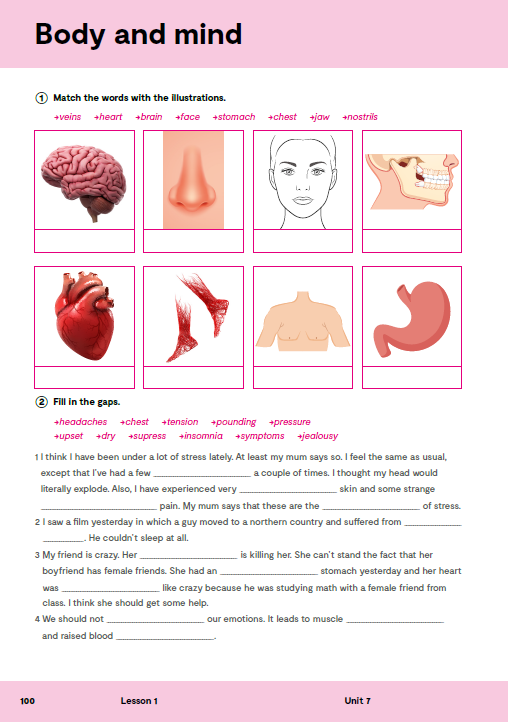 Body and mind
1 Match the words with the illustrations.
→veins →heart →brain →face →stomach →chest →jaw →nostrils
2 Fill in the gaps.
→headaches →chest →tension →pounding →pressure
→upset →dry →supress →insomnia →symptoms →jealousy
1 I think I have been under a lot of stress lately. At least my mum says so. I feel the same as usual,
except that I've had a few ____________ a couple of times. I thought my head would
literally explode. Also, I have experienced very ____________ skin and some strange
____________ pain. My mum says that these are the ____________ of stress.
2 I saw a film yesterday in which a guy moved to a northern country and suffered from ____________
____________. He couldn't sleep at all.
3 My friend is crazy. Her ____________ is killing her. She can't stand the fact that her
boyfriend has female friends. She had an ____________ stomach yesterday and her heart
was ____________ like crazy because he was studying math with a female friend from
class. I think she should get some help.
4 We should not ____________ our emotions. It leads to muscle ____________
and raised blood ____________.
100 Lesson 1 Unit 7